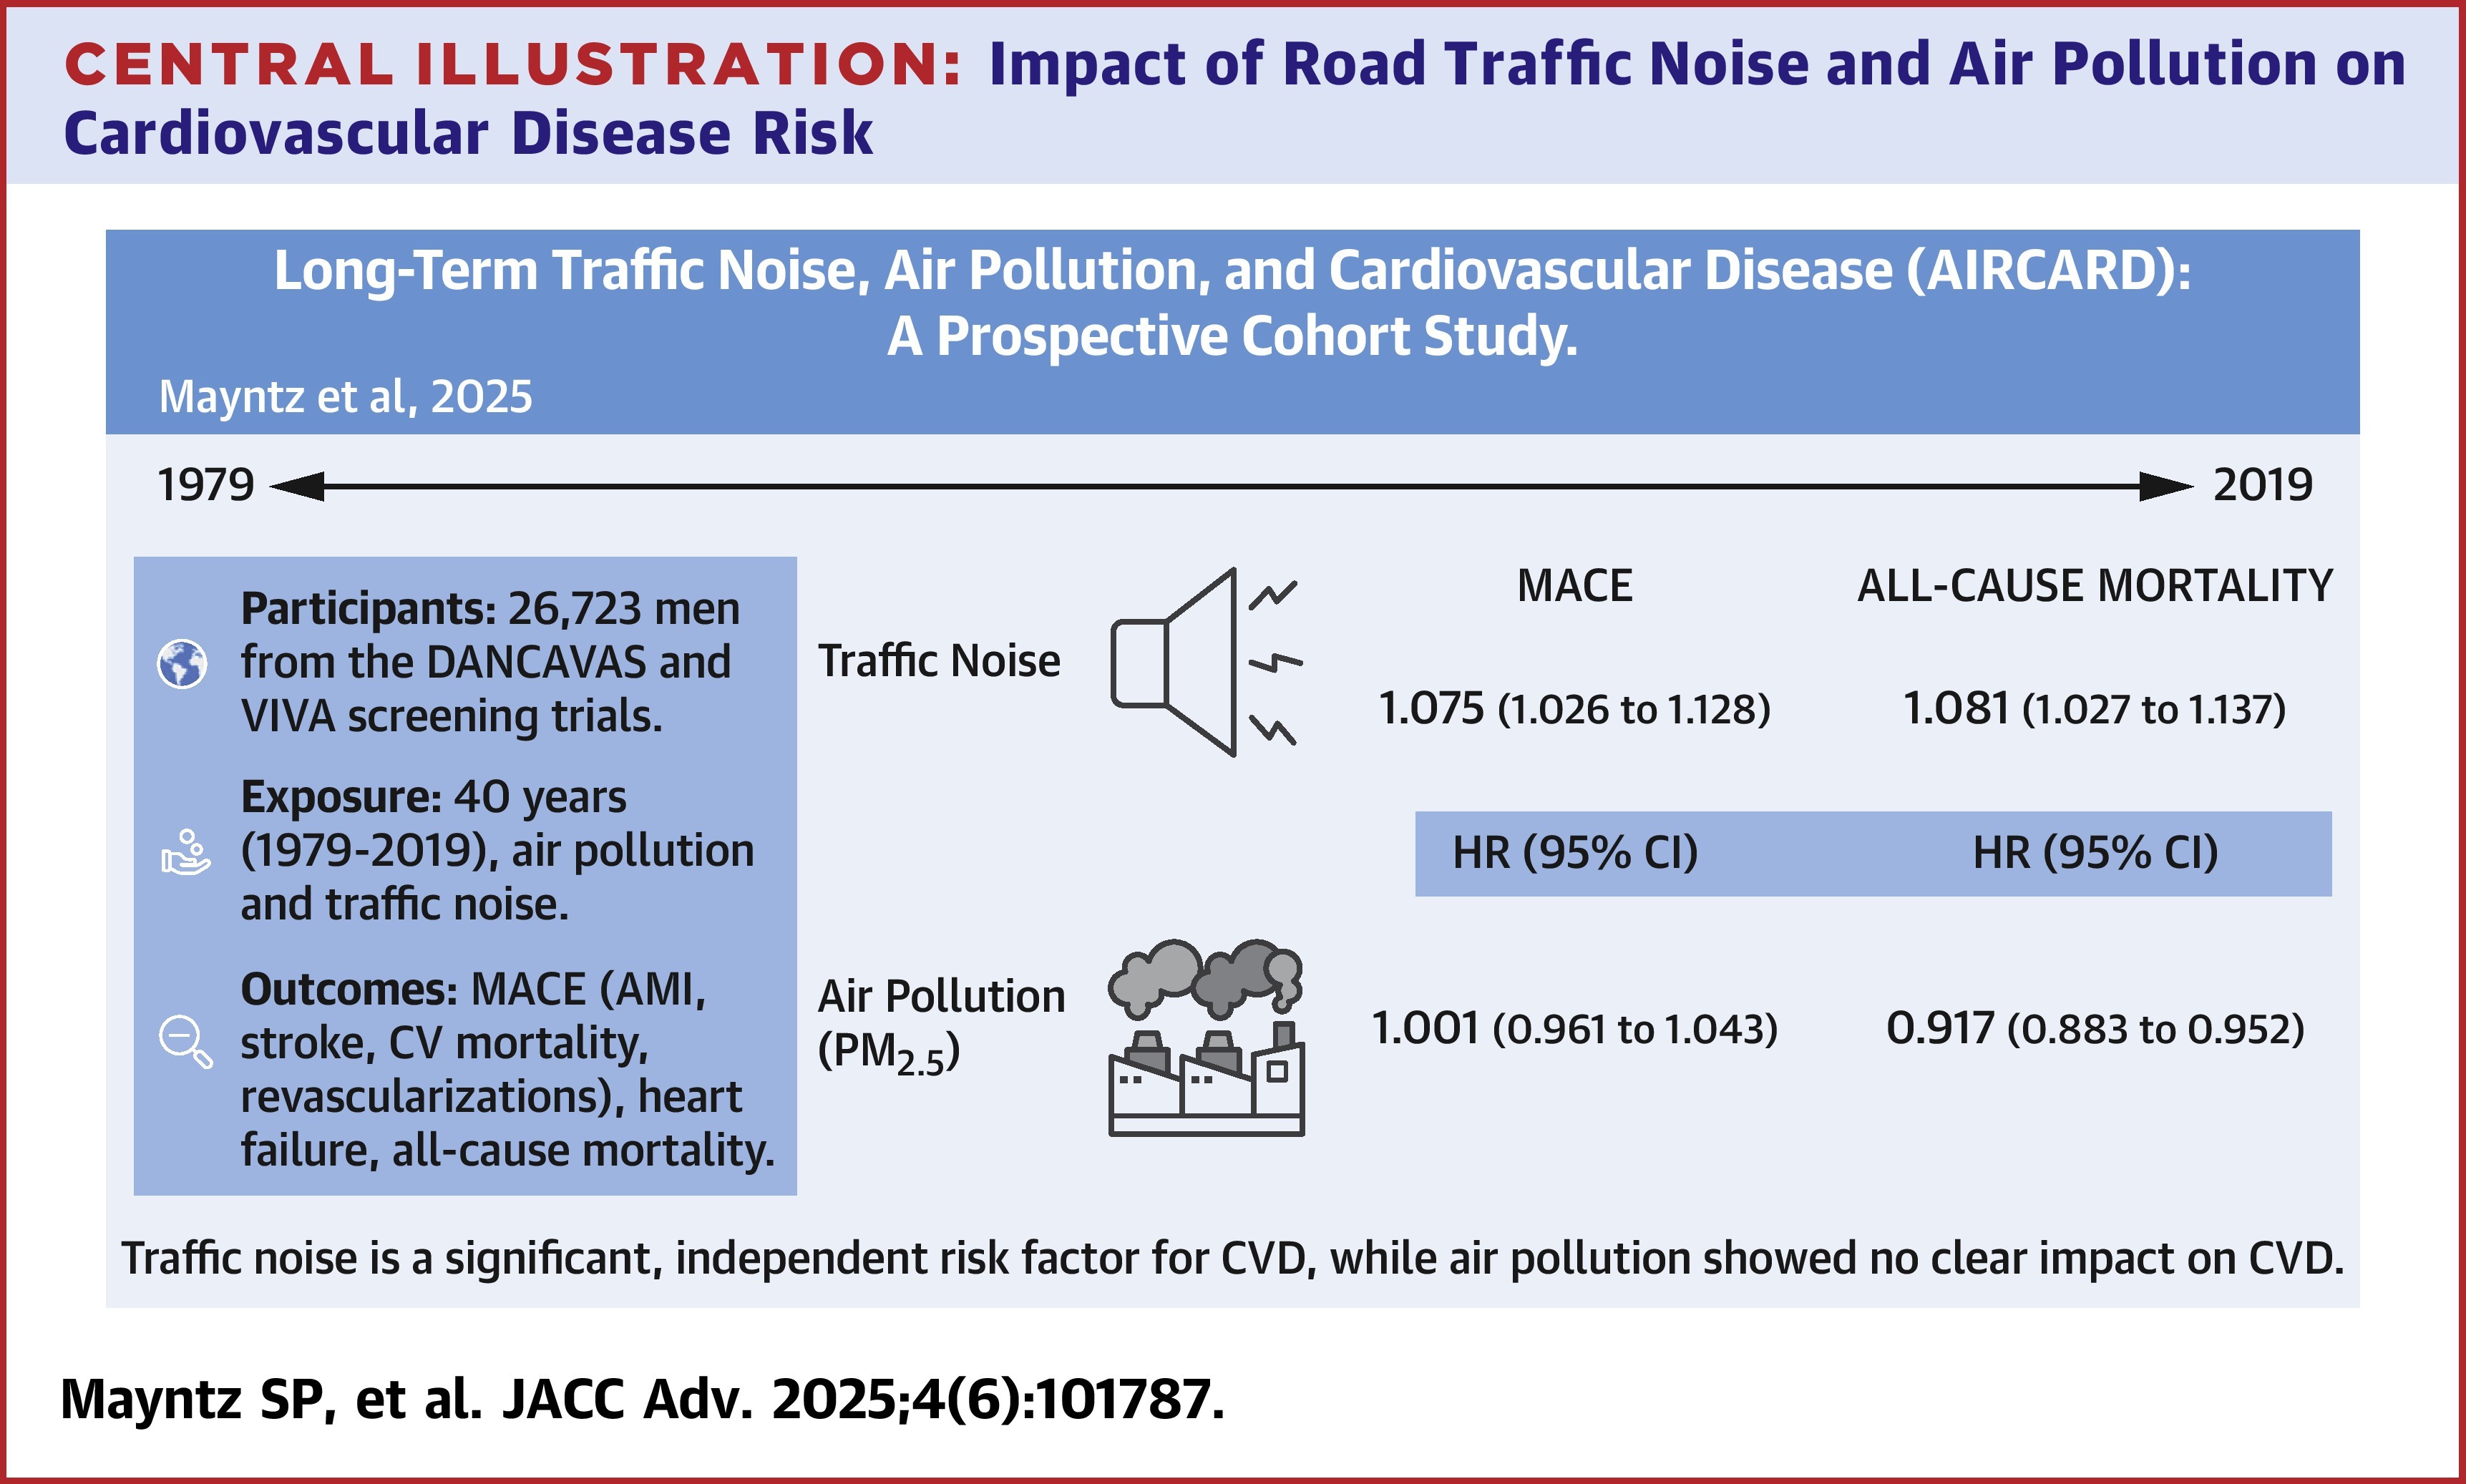 CENTRAL ILLUSTRATION: Impact of Road Traffic Noise and Air Pollution on
Cardiovascular Disease Risk
Long-Term Traffic Noise, Air Pollution, and Cardiovascular Disease (AIRCARD):
A Prospective Cohort Study.
Mayntz et al, 2025
1979
2019
Participants: 26,723 men
from the DANCAVAS and
VIVA screening trials.
Exposure: 40 years
(1979-2019), air pollution
and traffic noise.
Outcomes: MACE (AMI,
stroke, CV mortality,
revascularizations), heart
failure, all-cause mortality.
MACE
ALL-CAUSE MORTALITY
Traffic Noise
1.075 (1.026 to 1.128)
1.081 (1.027 to 1.137)
HR (95% CI)
HR (95% CI)
Air Pollution
(PM2.5)
1.001 (0.961 to 1.043)
0.917 (0.883 to 0.952)
Traffic noise is a significant, independent risk factor for CVD, while air pollution showed no clear impact on CVD.
Mayntz SP, et al. JACC Adv. 2025;4(6):101787.